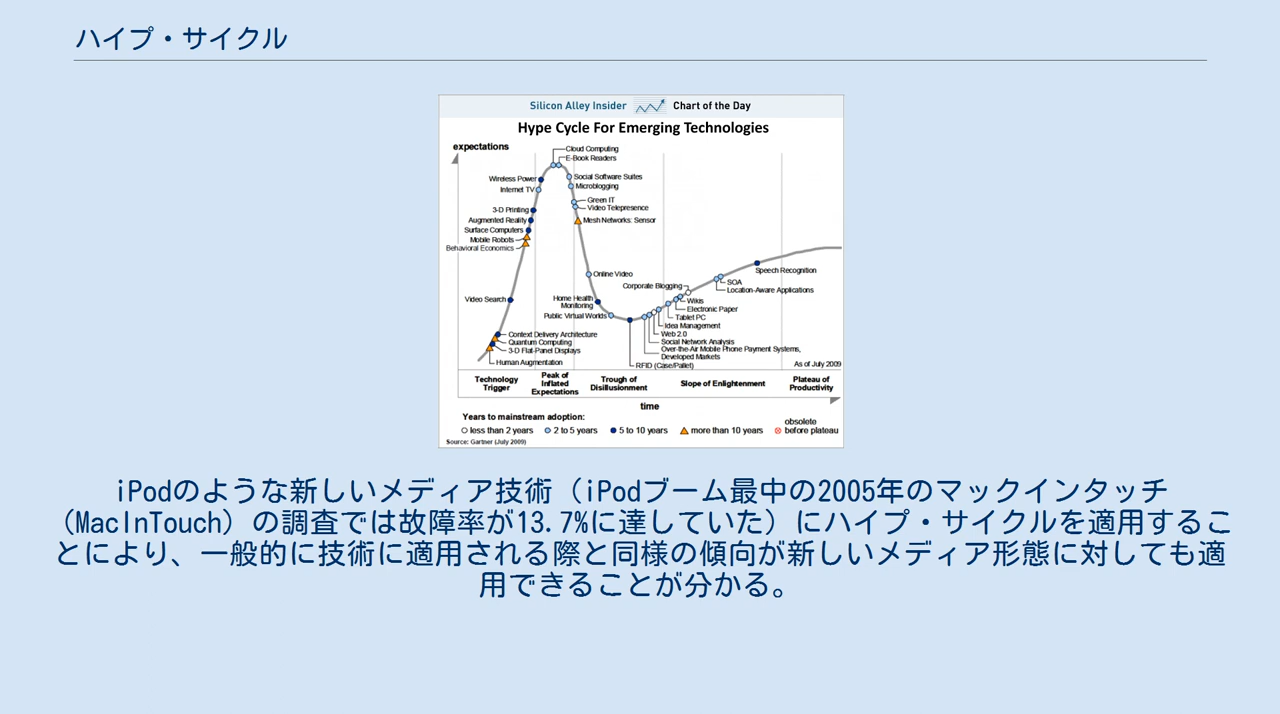 ハイプ・サイクル
Silicon Alley Insider Chart of the Day
Hype Cycle For Emerging Technologies
expectations
Cloud Computing
E-Book Readers
Wireless Power
Social Software Suites
Internet TV
Microblogging
Green IT
Video Telepresence
3-D Printing
Augmented Reality
Mesh Networks: Sensor
Surface Computers
Mobile Robots
Behavioral Economics
Online Video
Speech Recognition
SOA
Corporate Blogging
Location-Aware Applications
Video Search
Home Health
Monitoring
Wikis
Electronic Paper
Public Virtual Worlds
Tablet PC
Idea Management
Context Delivery Architecture
Web 2.0
Quantum Computing
Social Network Analysis
3-D Flat-Panel Displays
Over-the-Air Mobile Phone Payment Systems,
Developed Markets
Human Augmentation
RFID (Case/Pallet)
As of July 2009
Technology
Trigger
Peak of
Inflated
Expectations
Trough of
Disillusionment
Slope of Enlightenment
Plateau of
Productivity
time
Years to mainstream adoption:
less than 2 years 2 to 5 years 5 to 10 years more than 10 years
obsolete
before plateau
Source: Gartner (July 2009)
iPodのような新しいメディア技術（iPodブーム最中の2005年のマックインタッチ
（MacInTouch）の調査では故障率が13.7%に達していた）にハイプ・サイクルを適用するこ
とにより、一般的に技術に適用される際と同様の傾向が新しいメディア形態に対しても適
用できることが分かる。